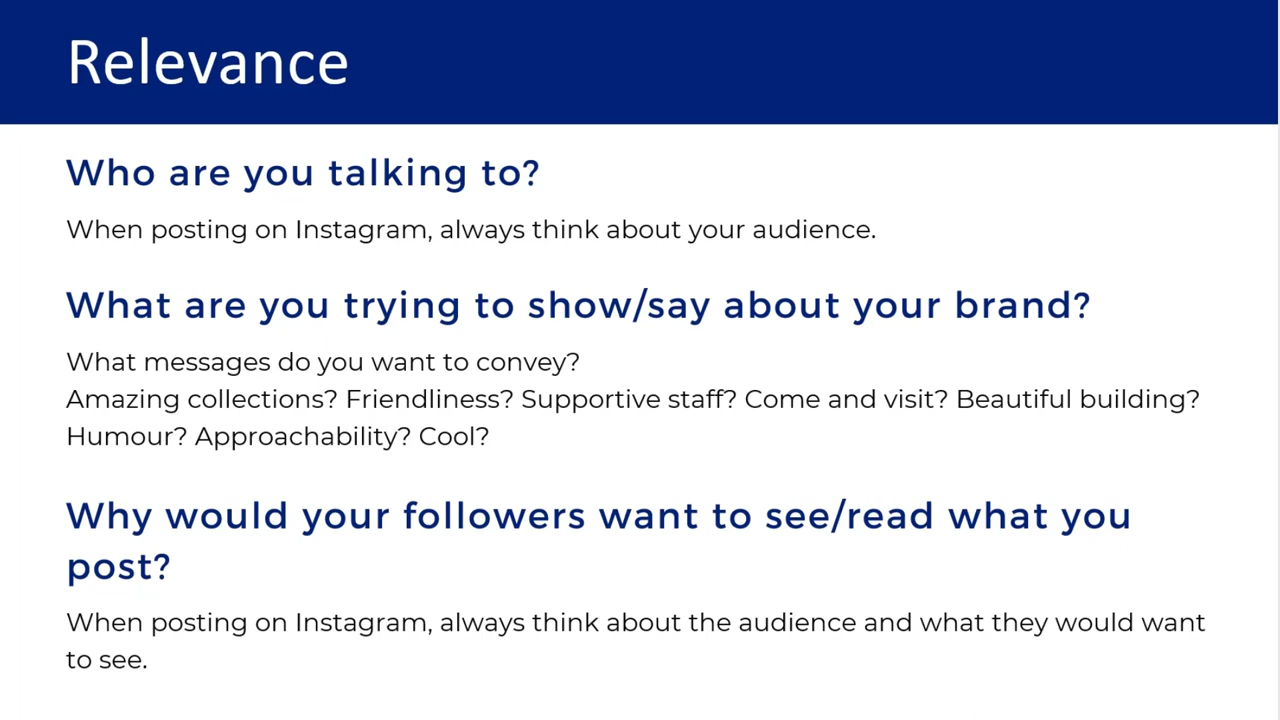 Relevance
Who are you talking to?
When posting on Instagram, always think about your audience.
What are you trying to show/say about your brand?
What messages do you want to convey?
Amazing collections? Friendliness? Supportive staff? Come and visit? Beautiful building?
Humour? Approachability? Cool?
Why would your followers want to see/read what you
post?
When posting on Instagram, always think about the audience and what they would want
to see.